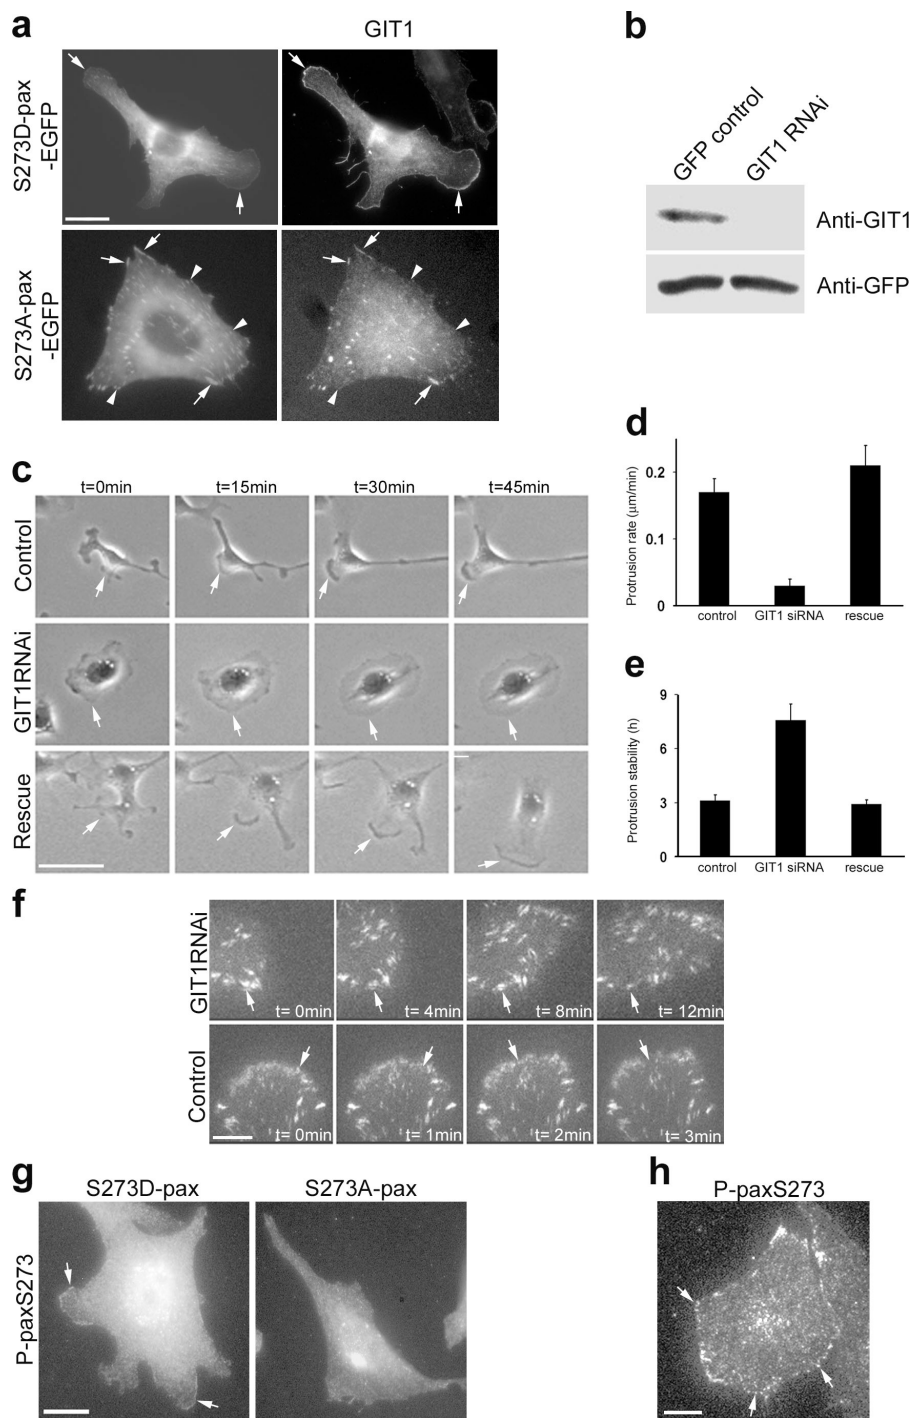 a
GIT1
S273D-pax
-EGFP
S273A-pax
-EGFP
b
GFP control
GIT1 RNAi
Anti-GIT1
Anti-GFP
c
t=0min
t=15min
t=30min
t=45min
Control
GIT1RNAi
Rescue
d
Protrusion rate (μm/min)
0.2
0.1
0
control
GIT1 siRNA
rescue
e
Protrusion stability (h)
9
6
3
0
control
GIT1 siRNA
rescue
f
GIT1RNAi
t= 0min
t= 4min
t= 8min
t= 12min
Control
t= 0min
t= 1min
t= 2min
t= 3min
g
S273D-pax
S273A-pax
P-paxS273
h
P-paxS273